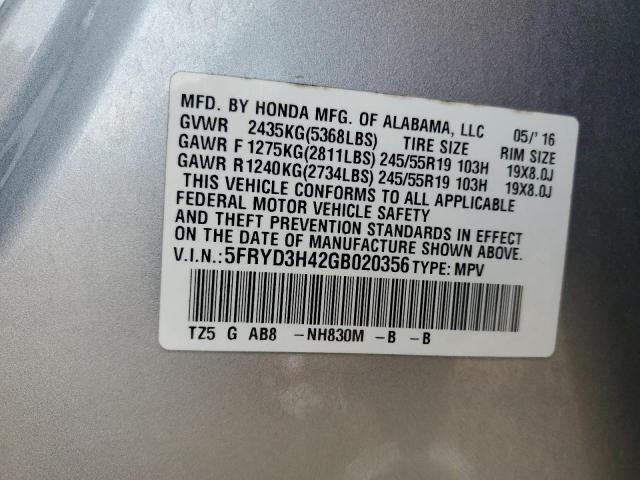 MFD. BY HONDA MFG. OF ALABAMA, LLC 05/'16
GVWR 2435KG(5368LBS) TIRE SIZE RIM SIZE
GAWR F 1275KG(2811LBS) 245/55R19 103H 19X8.0J
GAWR R 1240KG(2734LBS) 245/55R19 103H 19X8.0J
THIS VEHICLE CONFORMS TO ALL APPLICABLE
FEDERAL MOTOR VEHICLE SAFETY
AND THEFT PREVENTION STANDARDS IN EFFECT
ON THE DATE OF MANUFACTURE SHOWN ABOVE.
V.I.N.:5FRYD3H42GB020356 TYPE: MPV
TZ5 G AB8 -NH830M -B -B